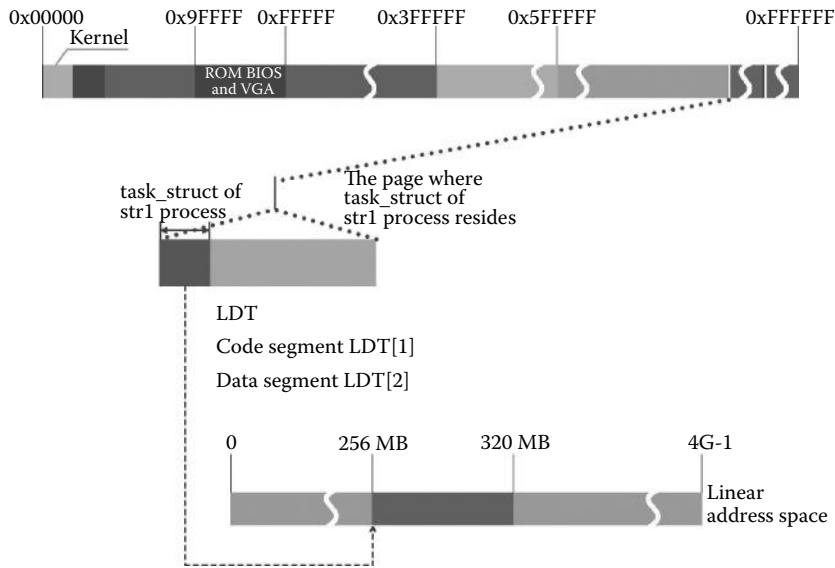 0x00000 0x9FFFF 0xFFFFF 0x3FFFFF 0x5FFFFF 0xFFFFFF
Kernel
ROM BIOS
and VGA
task_struct of
str1 process
The page where
task_struct of
str1 process resides
LDT
Code segment LDT[1]
Data segment LDT[2]
0 256 MB 320 MB 4G-1
Linear
address space